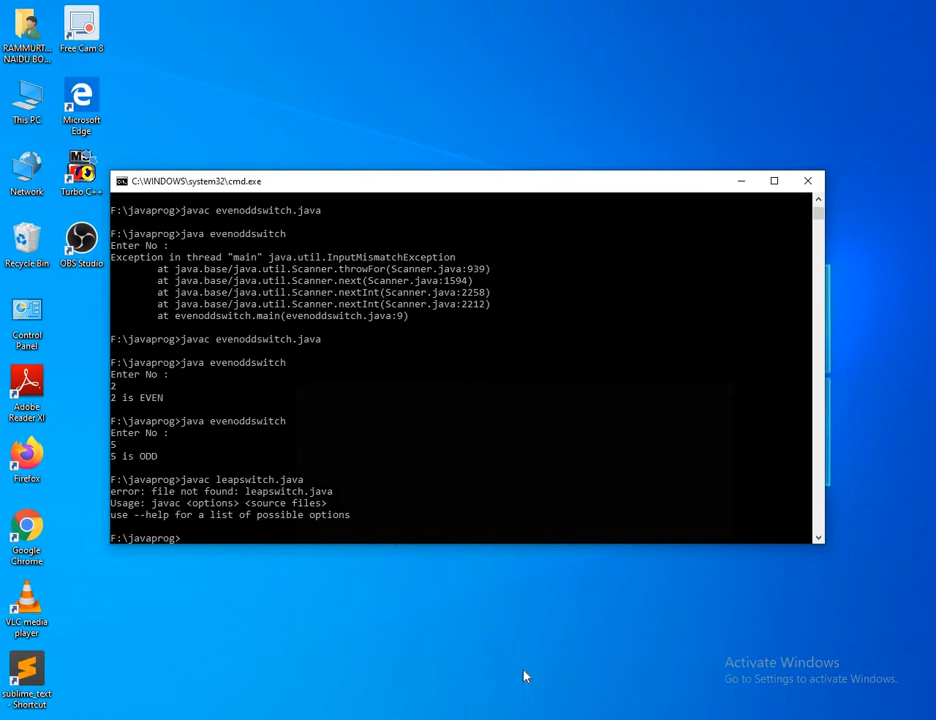 RAMMURT...
NAIDU BO...
Free Cam 8
This PC
Microsoft
Edge
Network
Turbo C++
Recycle Bin
OBS Studio
Control
Panel
Adobe
Reader XI
Firefox
Google
Chrome
VLC media
player
sublime_text
- Shortcut
C:\WINDOWS\system32\cmd.exe
F:\javaprog>javac evenoddswitch.java
F:\javaprog>java evenoddswitch
Enter No :
Exception in thread "main" java.util.InputMismatchException
at java.base/java.util.Scanner.throwFor(Scanner.java:939)
at java.base/java.util.Scanner.next(Scanner.java:1594)
at java.base/java.util.Scanner.nextInt(Scanner.java:2258)
at java.base/java.util.Scanner.nextInt(Scanner.java:2212)
at evenoddswitch.main(evenoddswitch.java:9)
F:\javaprog>javac evenoddswitch.java
F:\javaprog>java evenoddswitch
Enter No :
2
2 is EVEN
F:\javaprog>java evenoddswitch
Enter No :
5
5 is ODD
F:\javaprog>javac leapswitch.java
error: file not found: leapswitch.java
Usage: javac <options> <source files>
use --help for a list of possible options
F:\javaprog>
Activate Windows
Go to Settings to activate Windows.